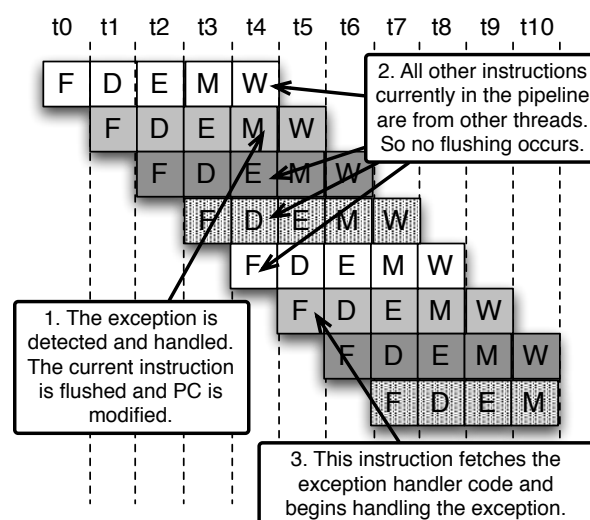 t0 t1 t2 t3 t4 t5 t6 t7 t8 t9 t10
F D E M W
F D E M W
F D E M W
F D E M W
F D E M W
F D E M W
F D E M W
F D E M
2. All other instructions
currently in the pipeline
are from other threads.
So no flushing occurs.
1. The exception is
detected and handled.
The current instruction
is flushed and PC is
modified.
3. This instruction fetches the
exception handler code and
begins handling the exception.